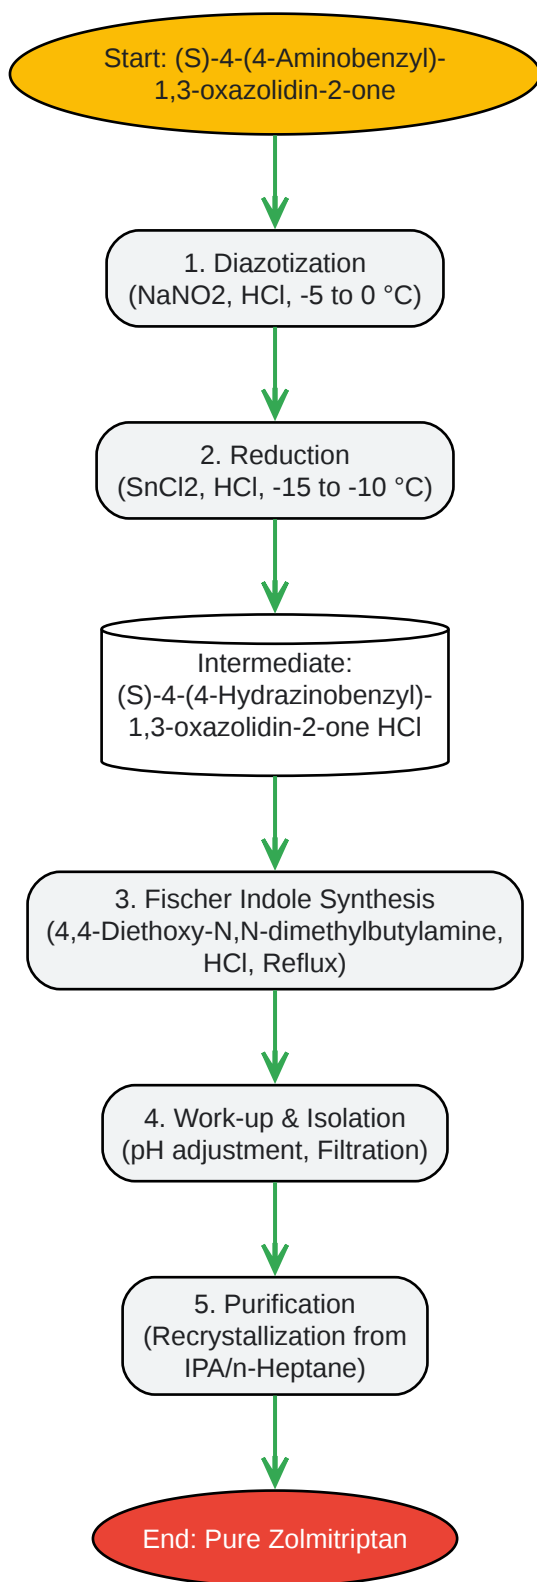 Start: (S)-4-(4-Aminobenzyl)-
1,3-oxazolidin-2-one
1. Diazotization
(NaNO2, HCl, -5 to 0 °C)
2. Reduction
(SnCl2, HCl, -15 to -10 °C)
Intermediate:
(S)-4-(4-Hydrazinobenzyl)-
1,3-oxazolidin-2-one HCl
3. Fischer Indole Synthesis
(4,4-Diethoxy-N,N-dimethylbutylamine,
HCl, Reflux)
4. Work-up & Isolation
(pH adjustment, Filtration)
5. Purification
(Recrystallization from
IPA/n-Heptane)
End: Pure Zolmitriptan